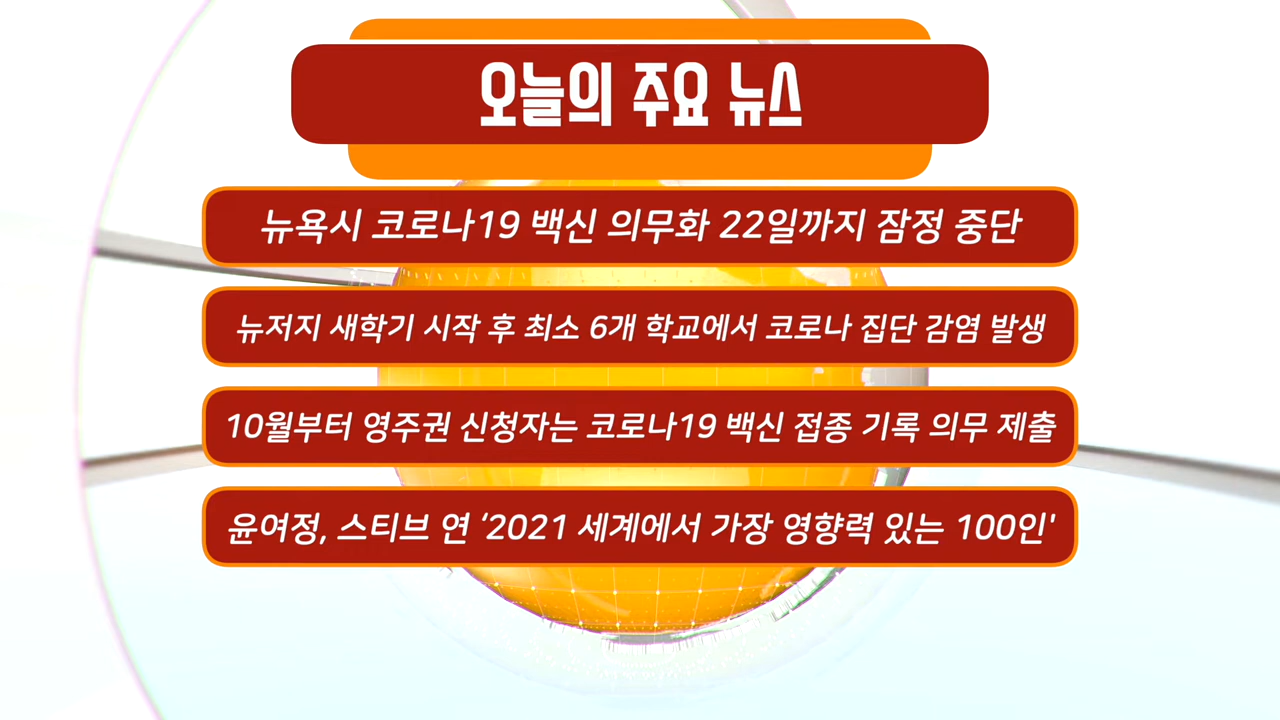 오늘의 주요 뉴스
뉴욕시 코로나19 백신 의무화 22일까지 잠정 중단
뉴저지 새학기 시작 후 최소 6개 학교에서 코로나 집단 감염 발생
10월부터 영주권 신청자는 코로나19 백신 접종 기록 의무 제출
윤여정, 스티브 연 ‘2021 세계에서 가장 영향력 있는 100인'